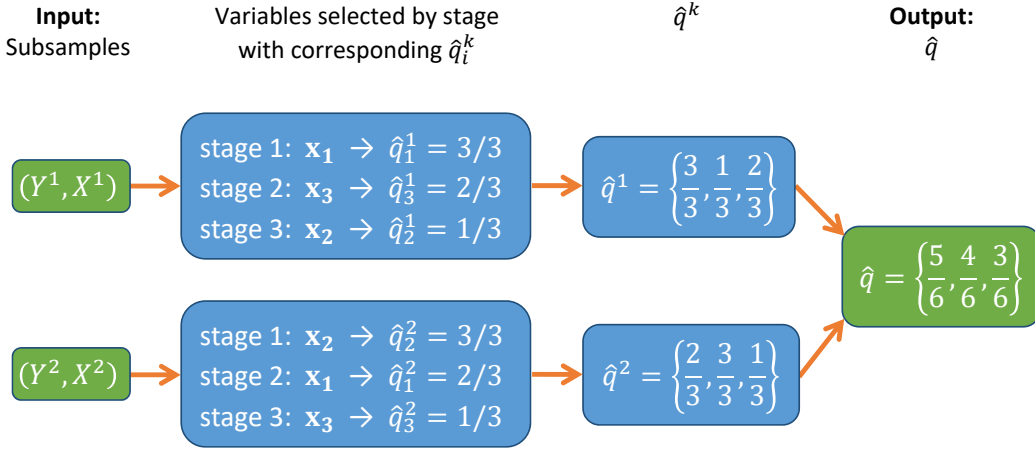 Input:
Subsamples
Variables selected by stage
with corresponding q̂ᵢᵏ
q̂ᵏ
Output:
q̂
(Y¹, X¹)
stage 1: x₁ → q̂₁¹ = 3/3
stage 2: x₃ → q̂₃¹ = 2/3
stage 3: x₂ → q̂₂¹ = 1/3
q̂¹ = {3/3, 1/3, 2/3}
q̂ = {5/6, 4/6, 3/6}
(Y², X²)
stage 1: x₂ → q̂₂² = 3/3
stage 2: x₁ → q̂₁² = 2/3
stage 3: x₃ → q̂₃² = 1/3
q̂² = {2/3, 3/3, 1/3}